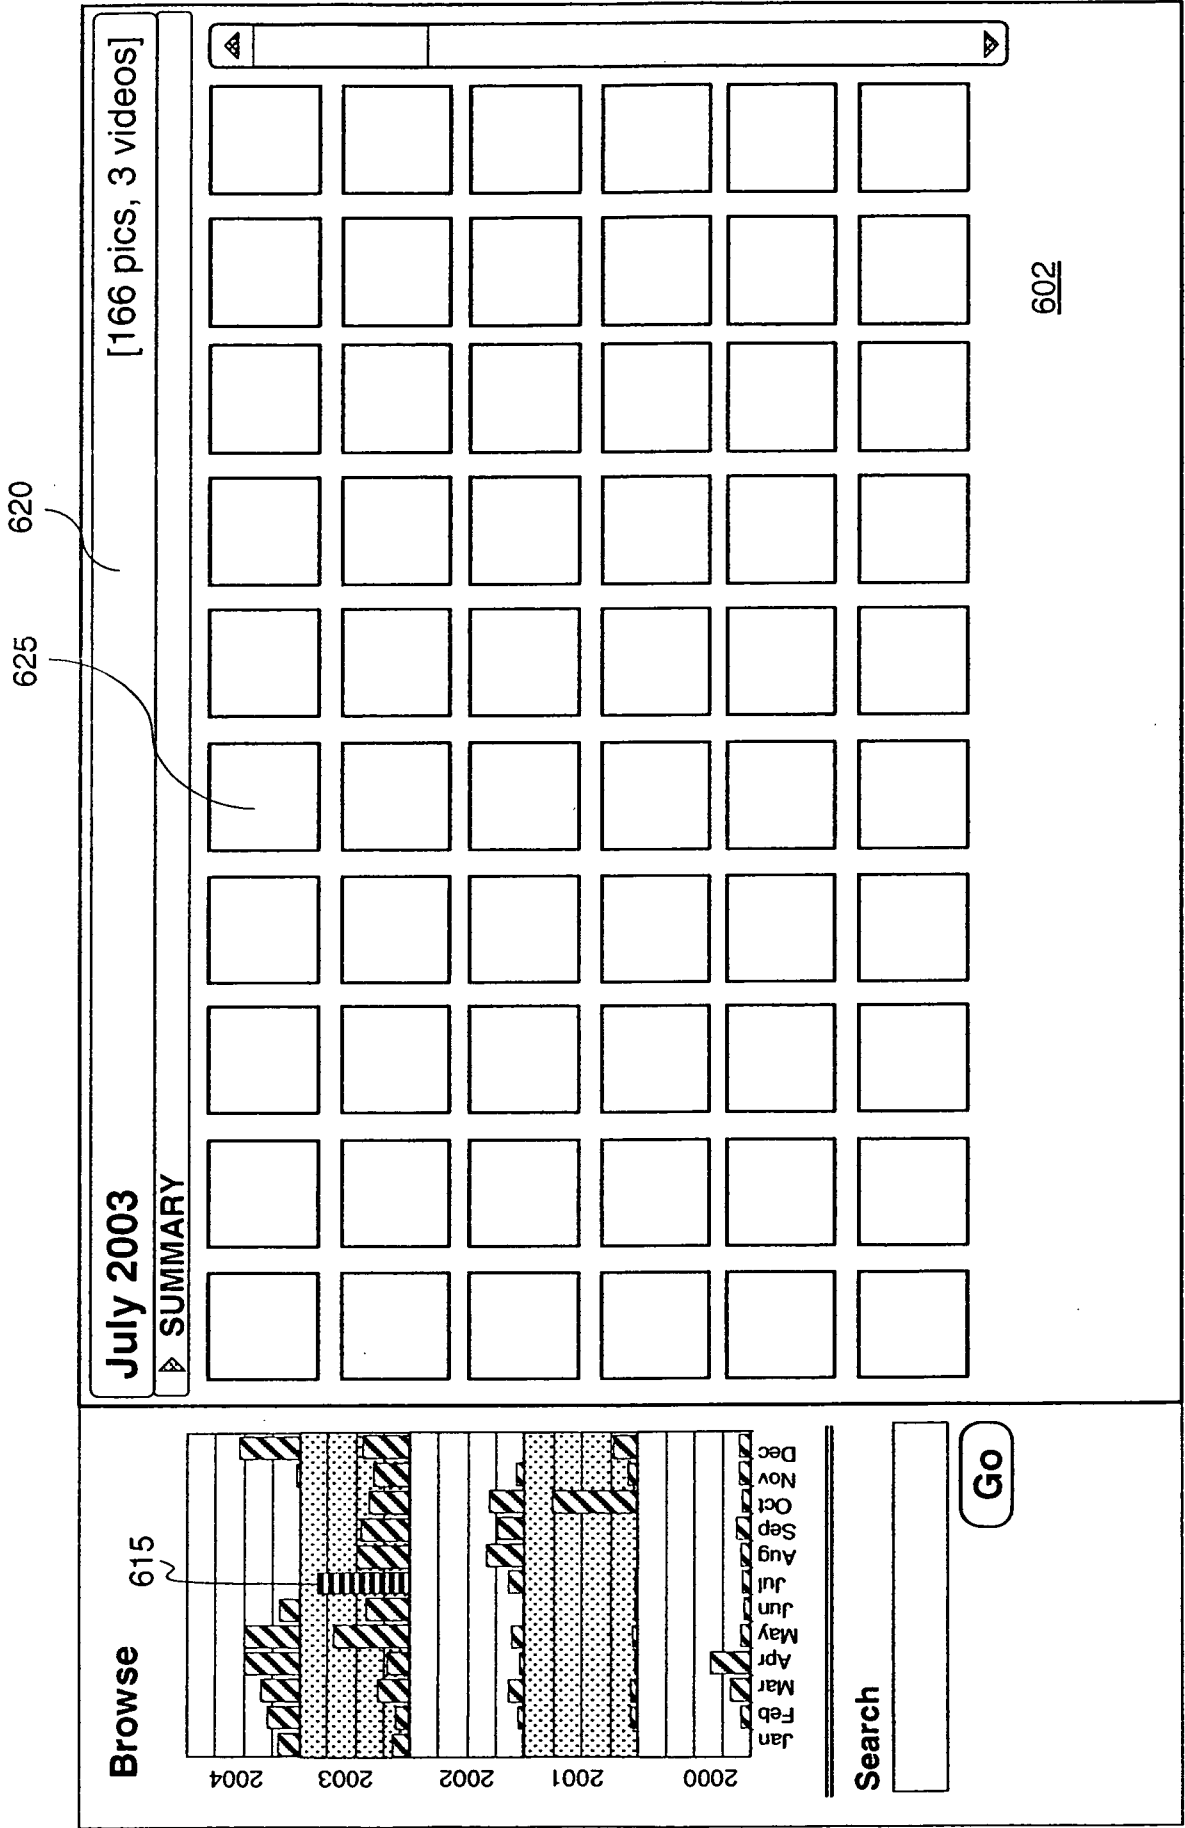 620
625
July 2003 [166 pics, 3 videos]
SUMMARY
Browse
615
2004
2003
2002
2001
2000
Jan Feb Mar Apr May Jun Jul Aug Sep Oct Nov Dec
Search
Go
602